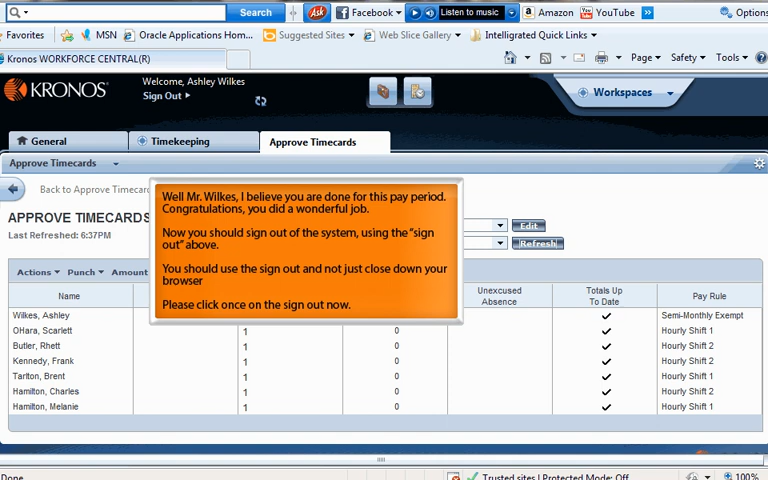 Search
Ask
Facebook
Listen to music
Amazon
YouTube
Options
Favorites
MSN
Oracle Applications Hom...
Suggested Sites
Web Slice Gallery
Intelligrated Quick Links
Kronos WORKFORCE CENTRAL(R)
Page
Safety
Tools
KRONOS
Welcome, Ashley Wilkes
Sign Out
Workspaces
General
Timekeeping
Approve Timecards
Approve Timecards
Back to Approve Timecard
APPROVE TIMECARDS
Last Refreshed: 6:37PM
Edit
Refresh
Well Mr. Wilkes, I believe you are done for this pay period.
Congratulations, you did a wonderful job.
Now you should sign out of the system, using the "sign
out" above.
You should use the sign out and not just close down your
browser
Please click once on the sign out now.
Actions Punch Amount
Name Unexcused Absence Totals Up To Date Pay Rule
Wilkes, Ashley Semi-Monthly Exempt
OHara, Scarlett 1 0 Hourly Shift 1
Butler, Rhett 1 0 Hourly Shift 2
Kennedy, Frank 1 0 Hourly Shift 2
Tarlton, Brent 1 0 Hourly Shift 1
Hamilton, Charles 1 0 Hourly Shift 2
Hamilton, Melanie 1 0 Hourly Shift 1
Done
Trusted sites | Protected Mode: Off
100%